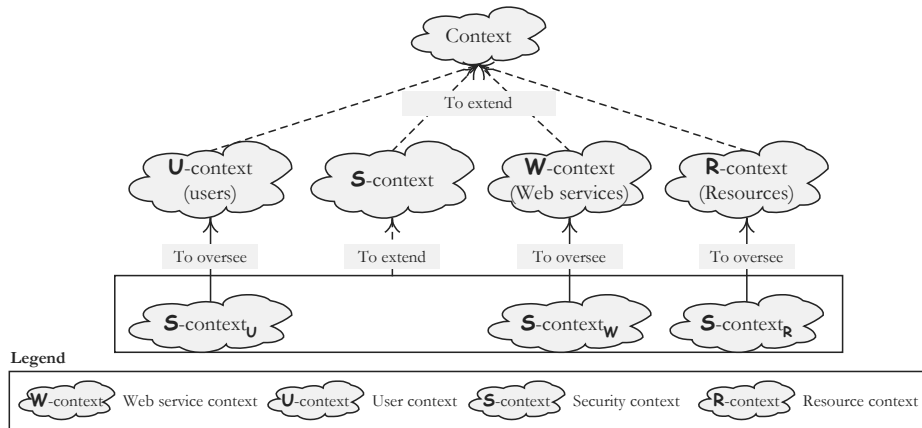 Context
To extend
U-context
(users)
S-context
W-context
(Web services)
R-context
(Resources)
To oversee
To extend
To oversee
To oversee
S-contextU
S-contextW
S-contextR
Legend
W-context Web service context U-context User context S-context Security context R-context Resource context